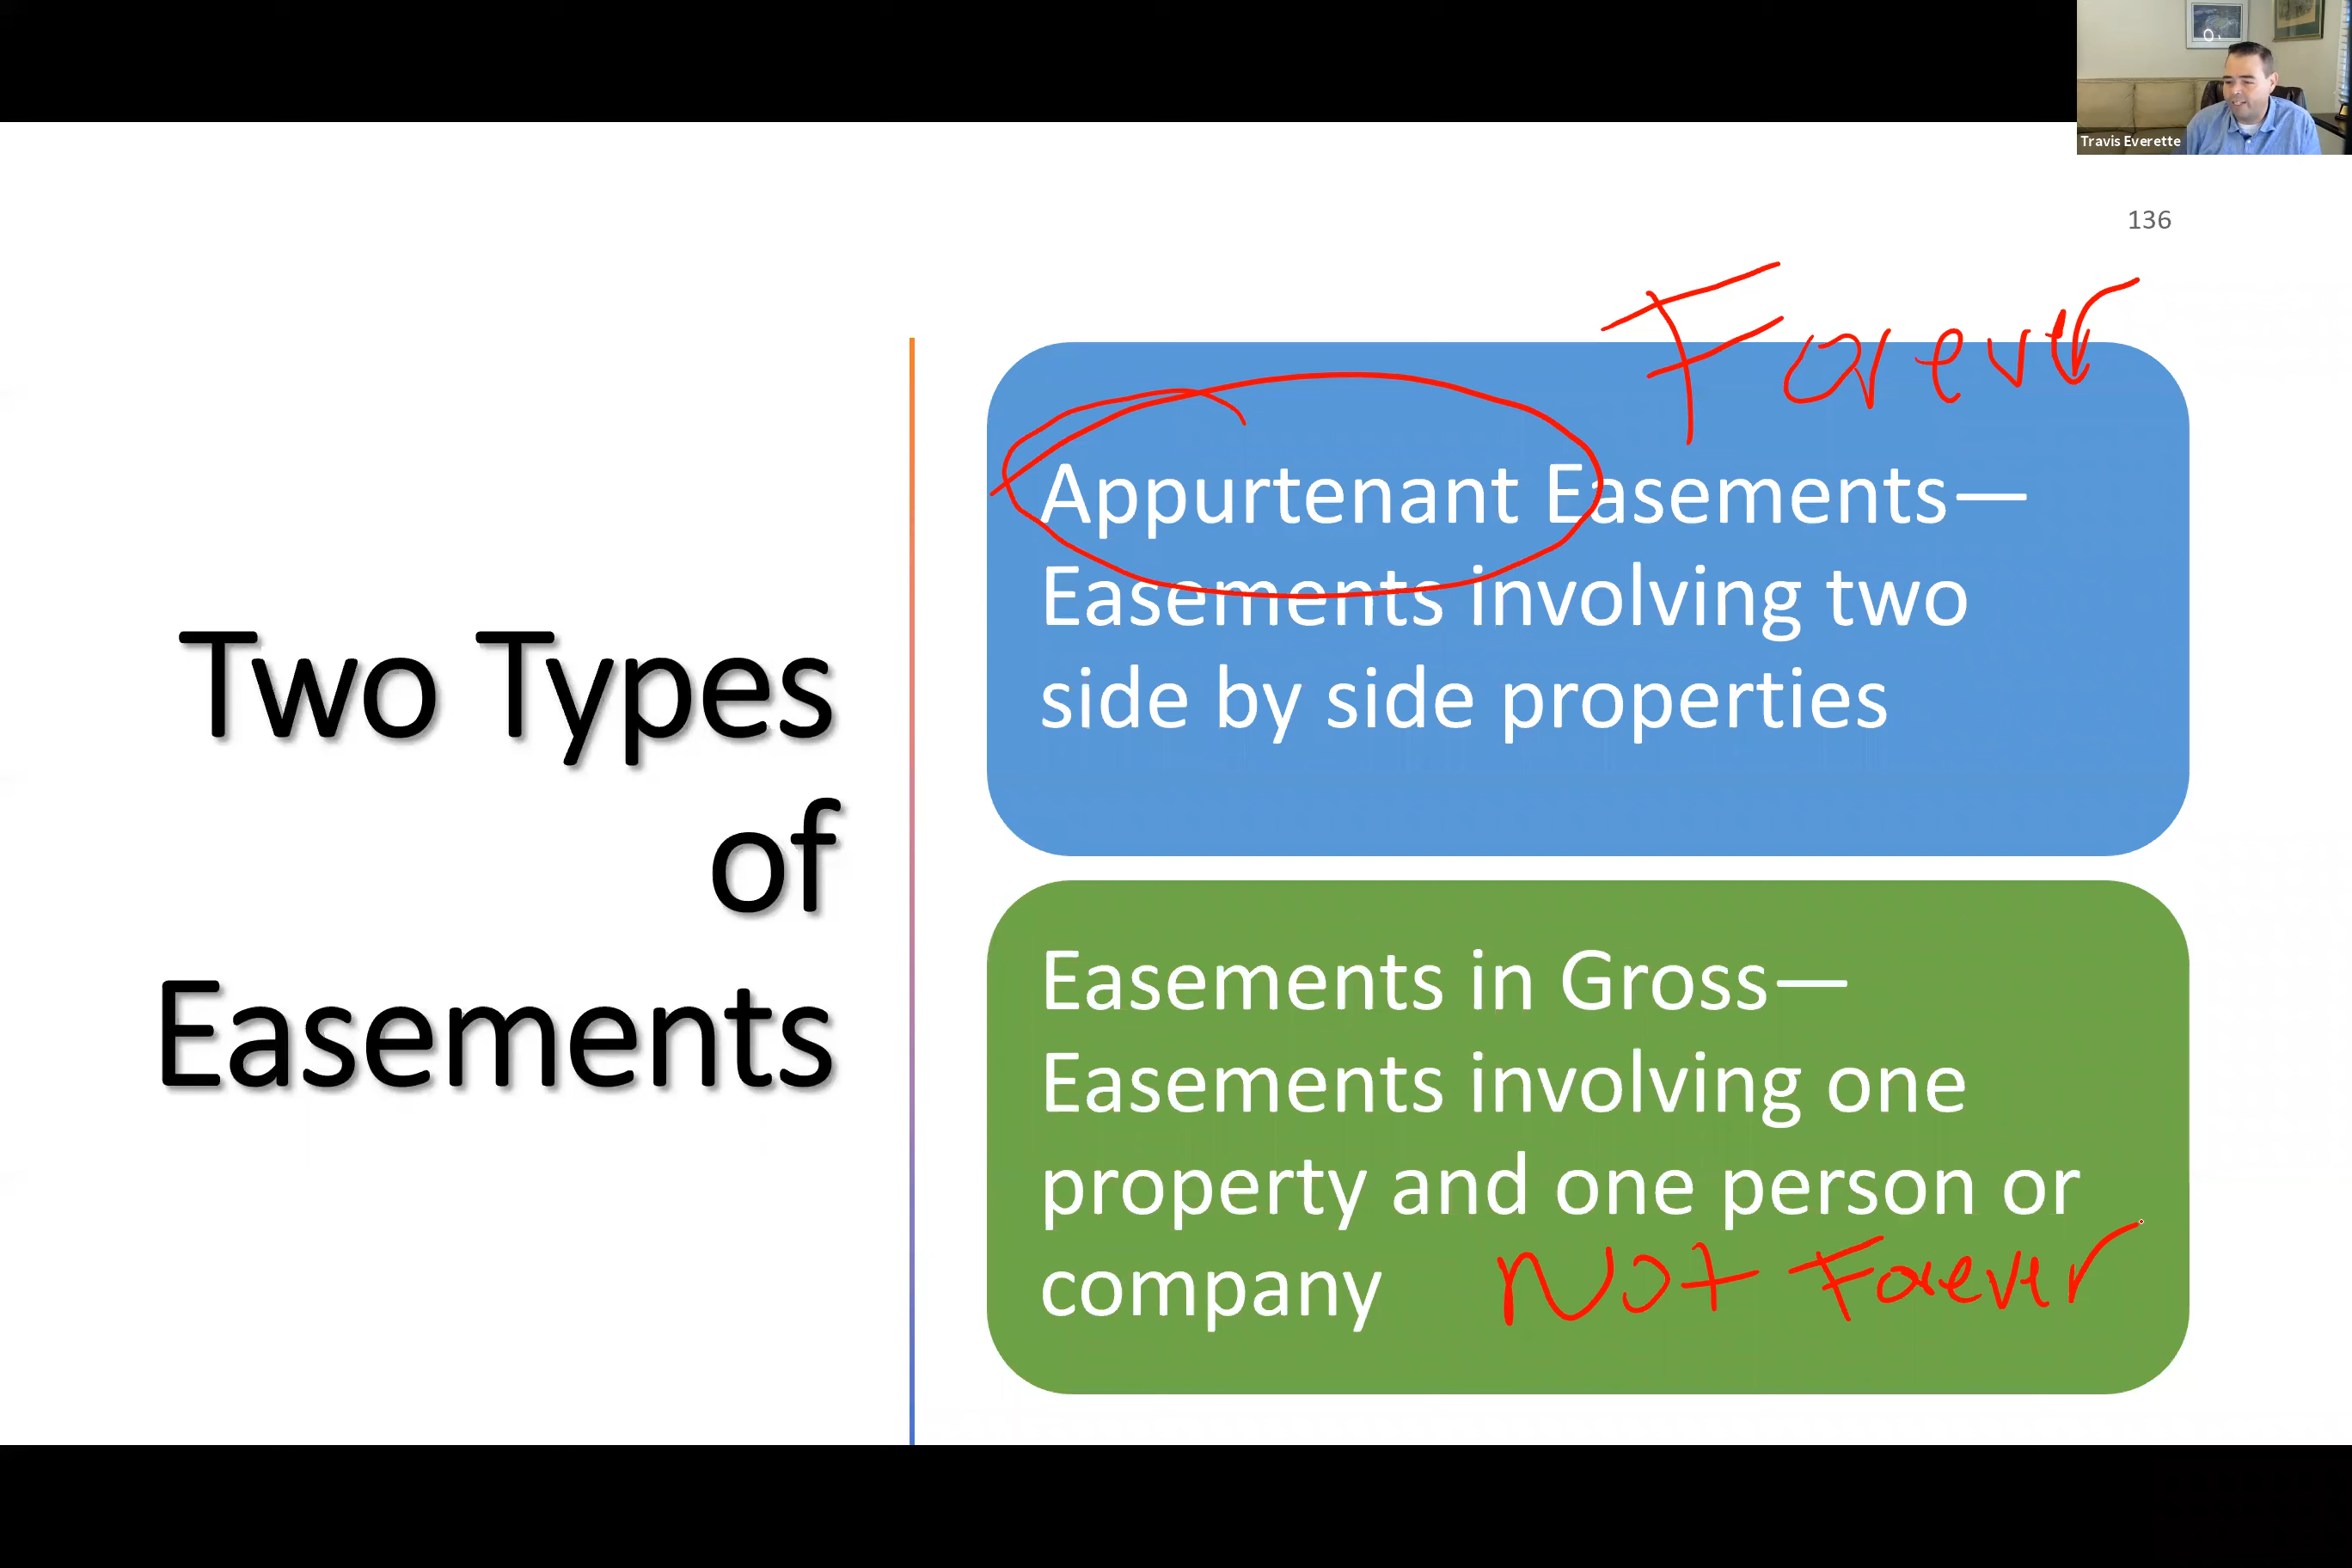 Travis Everette
136
Forever
Two Types
of
Easements
Appurtenant Easements—
Easements involving two
side by side properties
Easements in Gross—
Easements involving one
property and one person or
company Not Forever